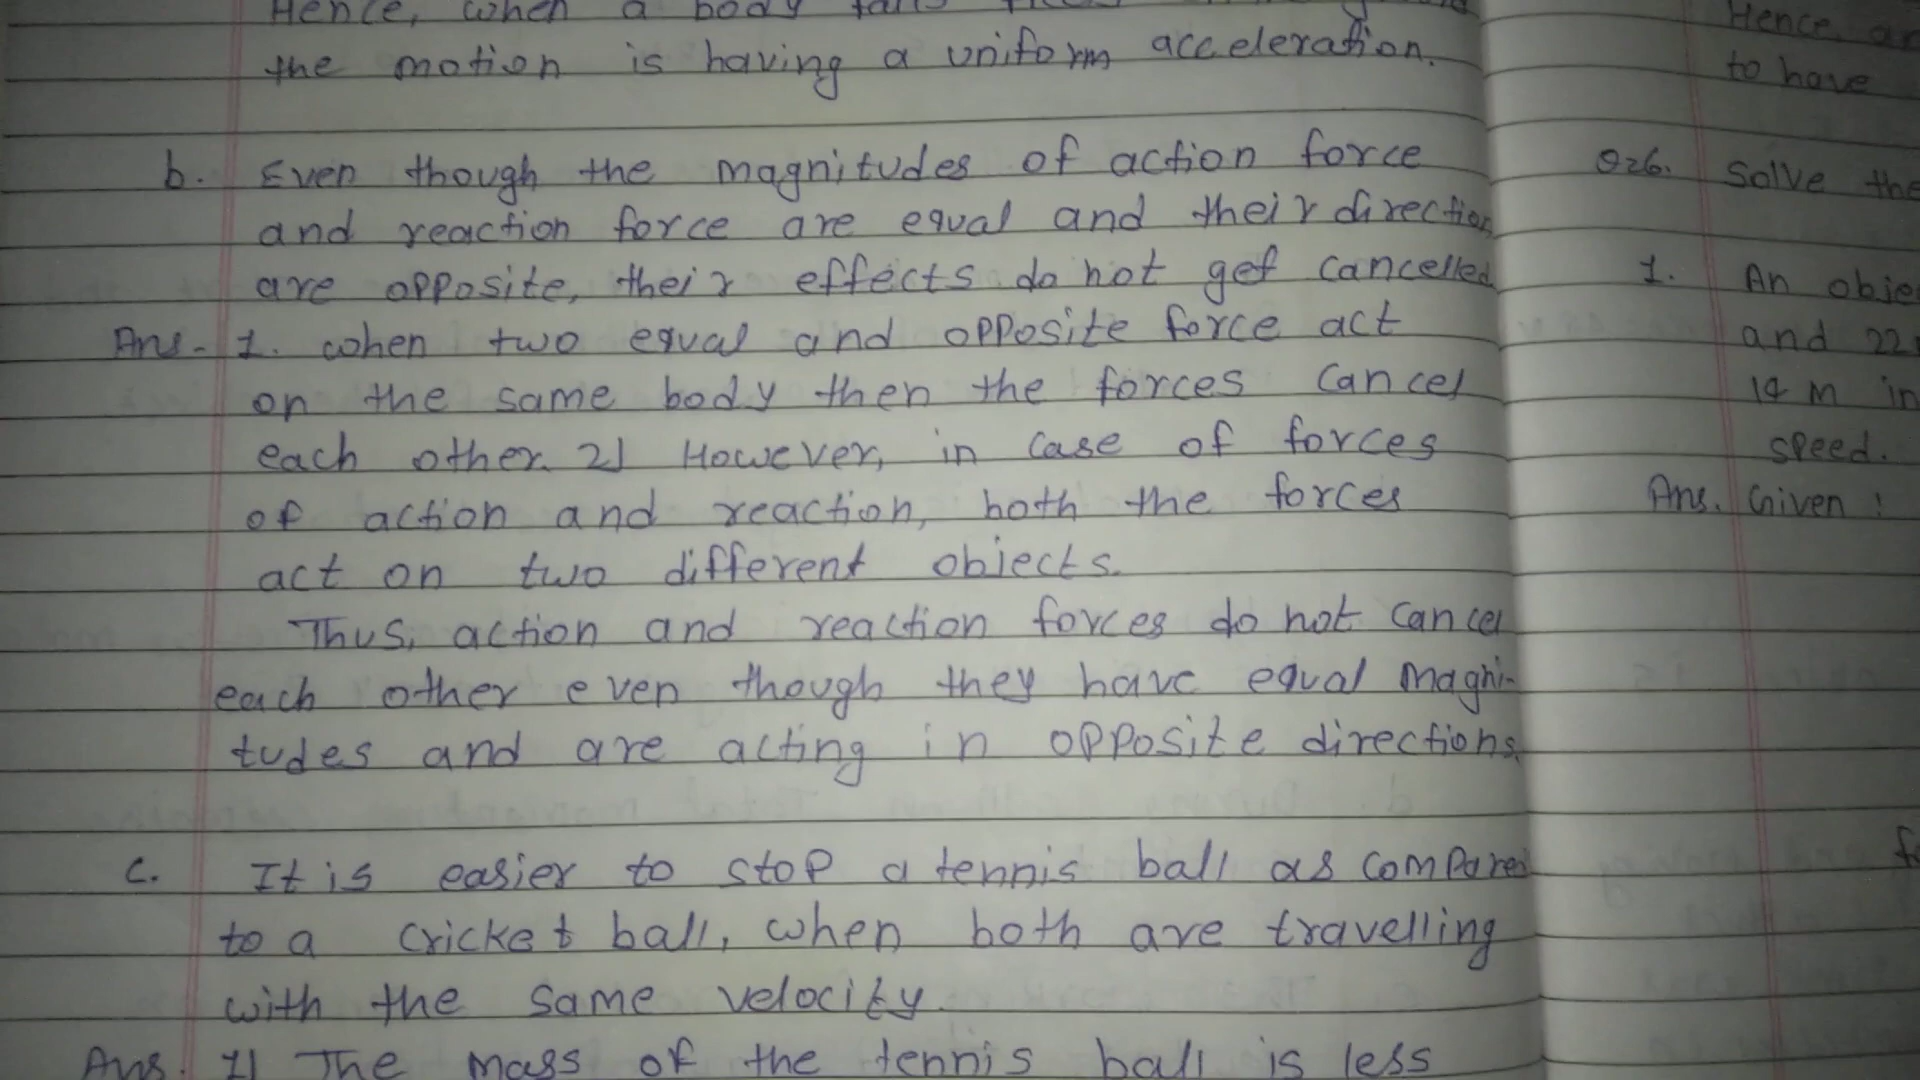 Hence, when a body falls
the motion is having a uniform acceleration.
b. Even though the magnitudes of action force
and reaction force are equal and their direction
are opposite, their effects do not get cancelled
Ans- 1. when two equal and opposite force act
on the same body then the forces cancel
each other. 2) However, in case of forces
of action and reaction, both the forces
act on two different objects.
Thus, action and reaction forces do not cancel
each other even though they have equal magni-
tudes and are acting in opposite directions.
c. It is easier to stop a tennis ball as compared
to a cricket ball, when both are travelling
with the same velocity.
Ans. 1) The mass of the tennis ball is less
Hence
to have
Q26. Solve the
1. An obje
and 22
14 m in
speed.
Ans. Given :